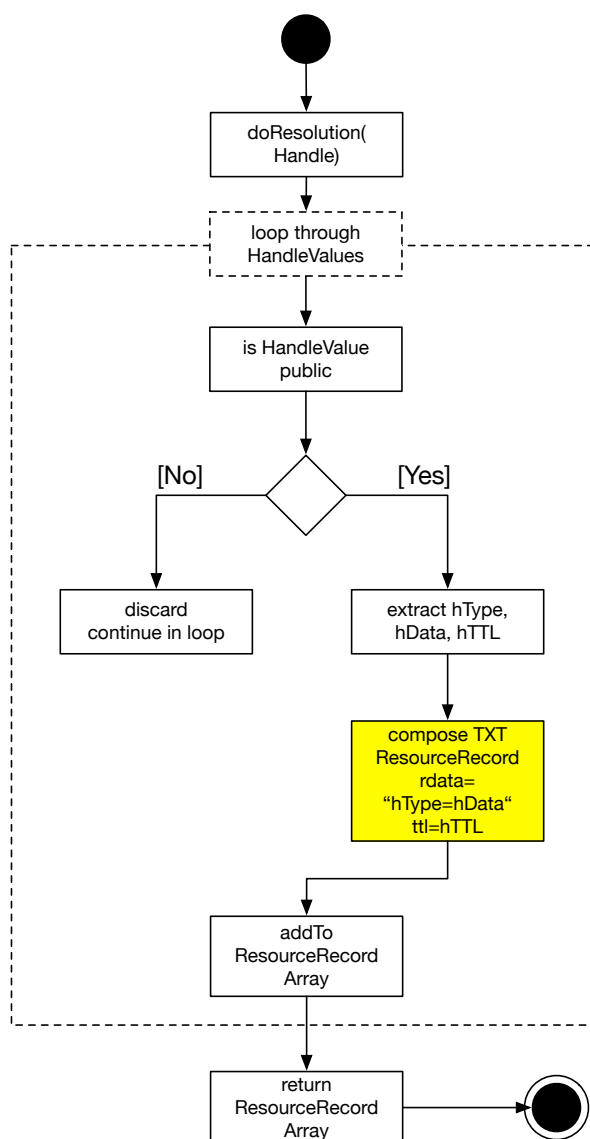 doResolution(
Handle)
loop through
HandleValues
is HandleValue
public
[No]
[Yes]
discard
continue in loop
extract hType,
hData, hTTL
compose TXT
ResourceRecord
rdata=
“hType=hData“
ttl=hTTL
addTo
ResourceRecord
Array
return
ResourceRecord
Array